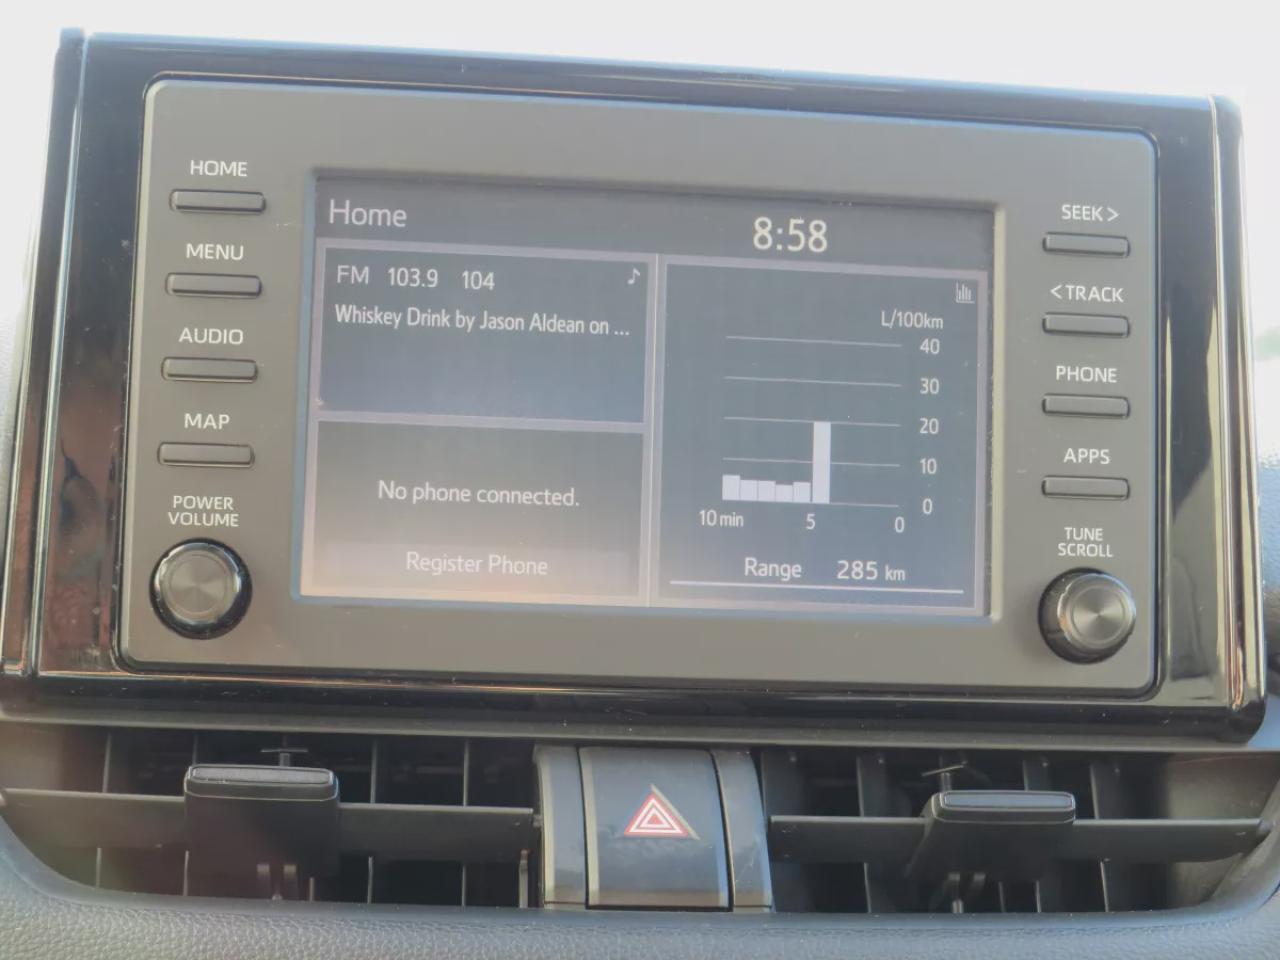 HOME
MENU
AUDIO
MAP
POWER
VOLUME
Home
8:58
FM 103.9 104
Whiskey Drink by Jason Aldean on ...
No phone connected.
Register Phone
L/100km
40
30
20
10
0
10 min 5 0
Range 285 km
SEEK >
< TRACK
PHONE
APPS
TUNE
SCROLL